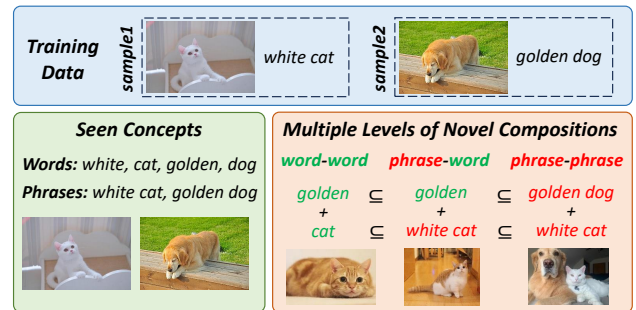 Training
Data
sample1
white cat
sample2
golden dog
Seen Concepts
Words: white, cat, golden, dog
Phrases: white cat, golden dog
Multiple Levels of Novel Compositions
word-word phrase-word phrase-phrase
golden ⊆ golden ⊆ golden dog
+ + +
cat ⊆ white cat ⊆ white cat